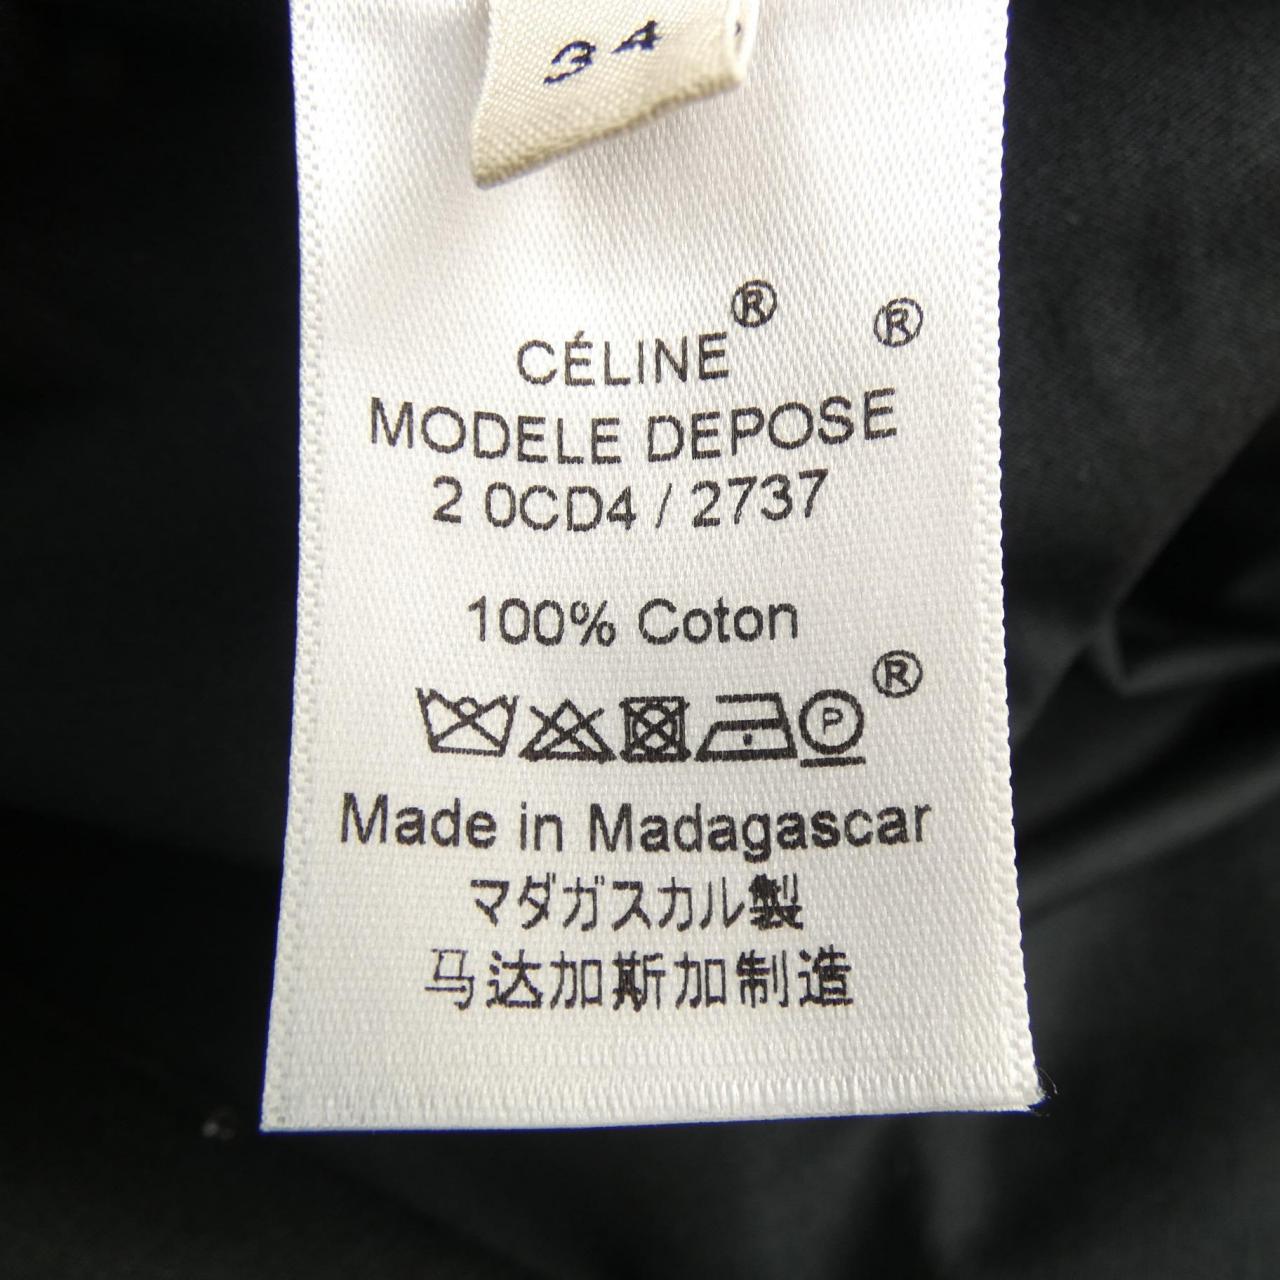 34
CÉLINE®
®
MODELE DEPOSE
2 0CD4 / 2737
100% Coton
®
P
Made in Madagascar
マダガスカル製
马达加斯加制造